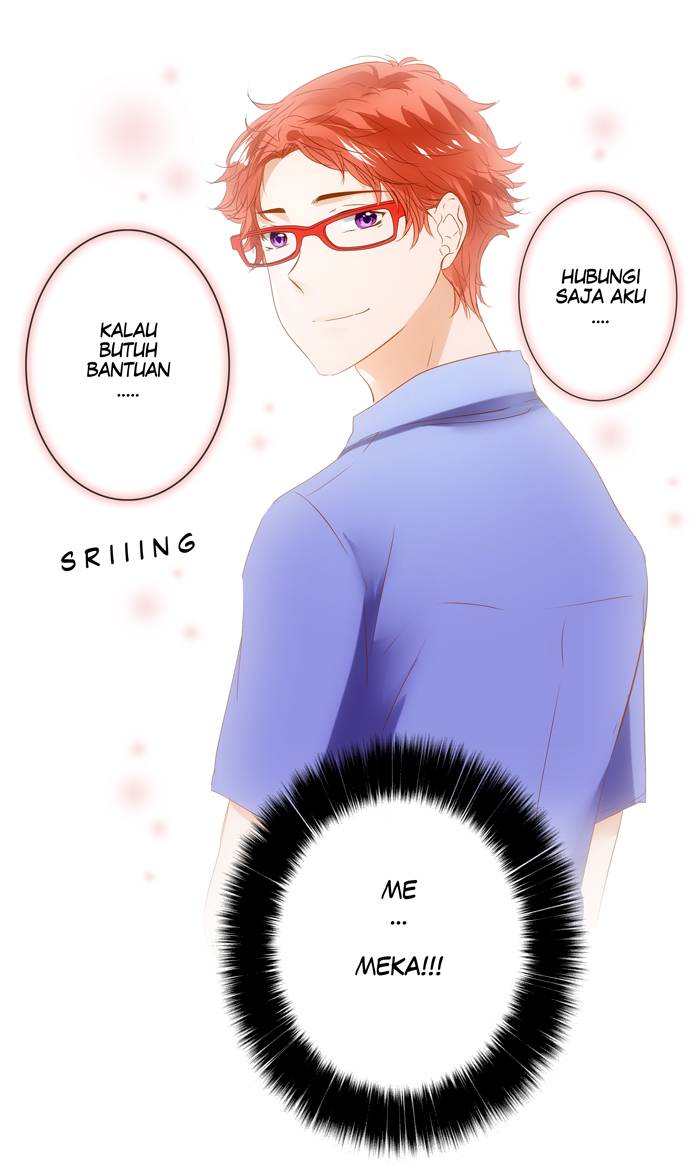 KALAU
BUTUH
BANTUAN
.....
HUBUNGI
SAJA AKU
....
SRIIING
ME
...
MEKA!!!